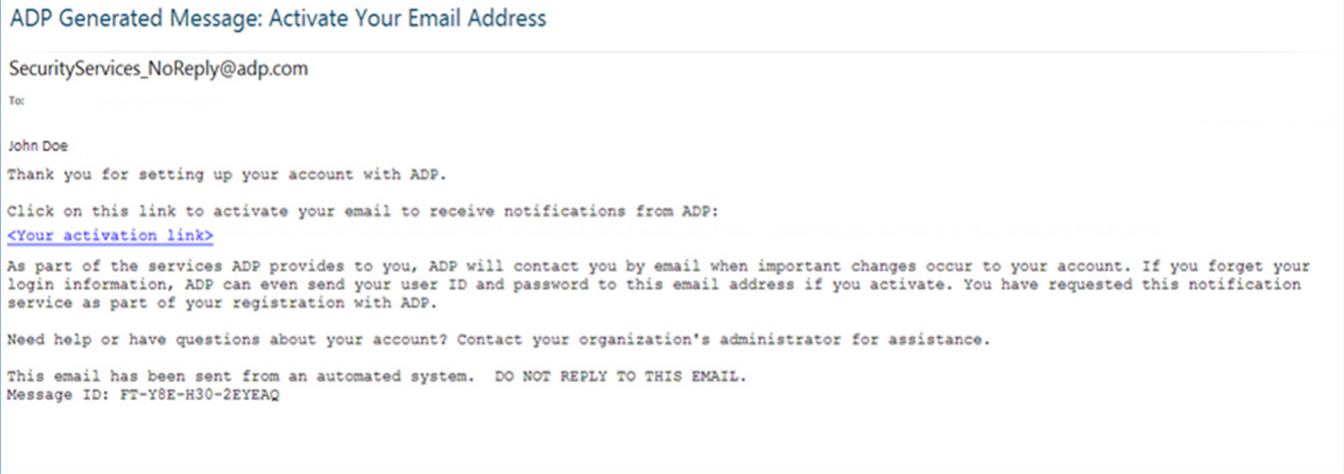 ADP Generated Message: Activate Your Email Address
SecurityServices_NoReply@adp.com
To:
John Doe
Thank you for setting up your account with ADP.
Click on this link to activate your email to receive notifications from ADP:
<Your activation link>
As part of the services ADP provides to you, ADP will contact you by email when important changes occur to your account. If you forget your
login information, ADP can even send your user ID and password to this email address if you activate. You have requested this notification
service as part of your registration with ADP.
Need help or have questions about your account? Contact your organization's administrator for assistance.
This email has been sent from an automated system.  DO NOT REPLY TO THIS EMAIL.
Message ID: FT-Y8E-H30-2EYEAQ